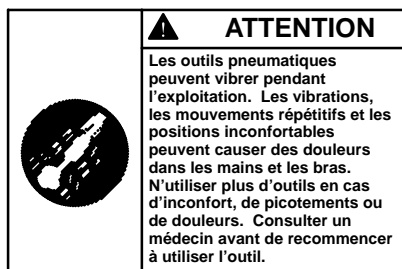 ATTENTION
Les outils pneumatiques
peuvent vibrer pendant
l'exploitation. Les vibrations,
les mouvements répétitifs et les
positions inconfortables
peuvent causer des douleurs
dans les mains et les bras.
N'utiliser plus d'outils en cas
d'inconfort, de picotements ou
de douleurs. Consulter un
médecin avant de recommencer
à utiliser l'outil.